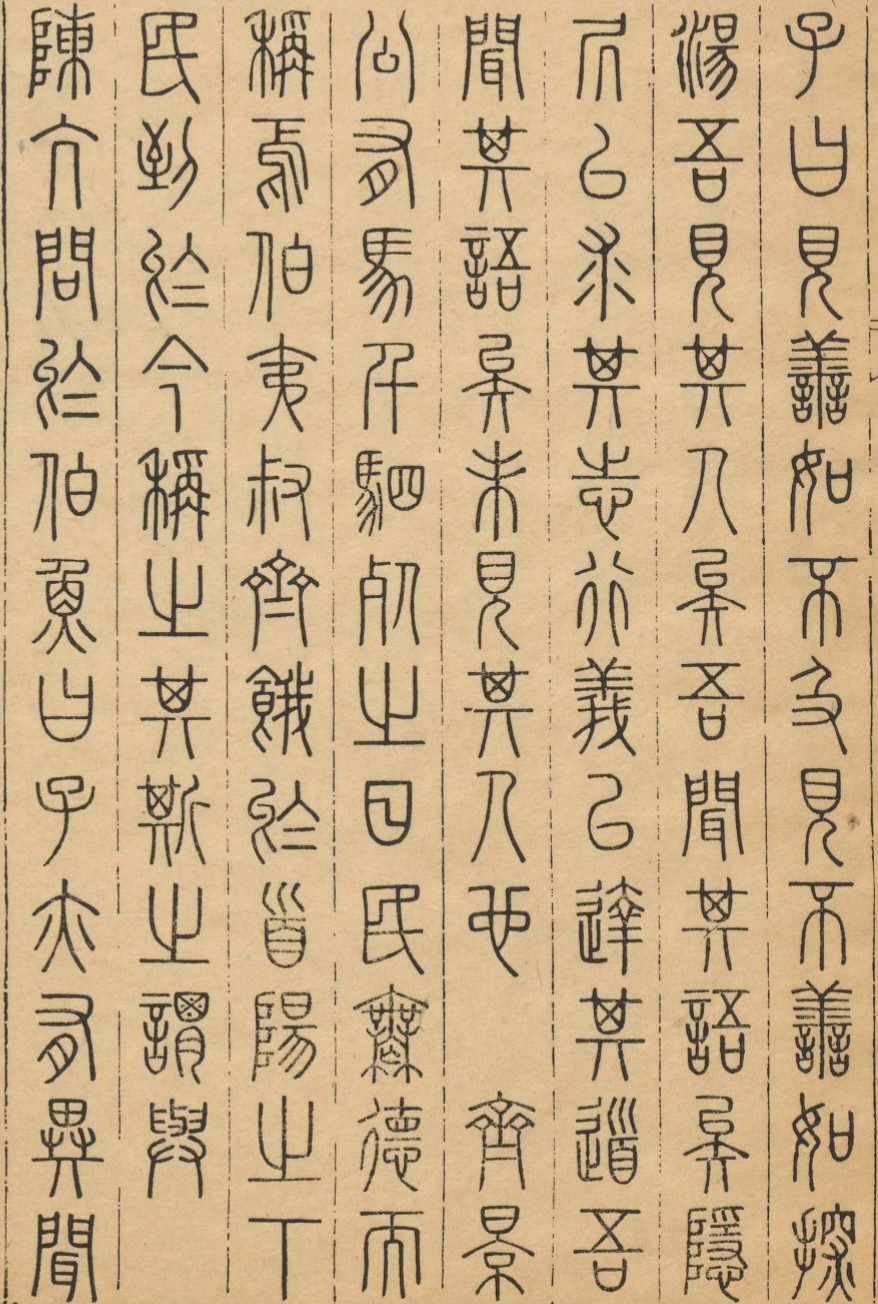 子曰見善如不及見不善如探
湯吾見其人矣吾聞其語矣隱
居以求其志行義以達其道吾
聞其語矣未見其人也 齊景
公有馬千駟死之日民無德而
稱焉伯夷叔齊餓於首陽之下
民到於今稱之其斯之謂與
陳亢問於伯魚曰子亦有異聞